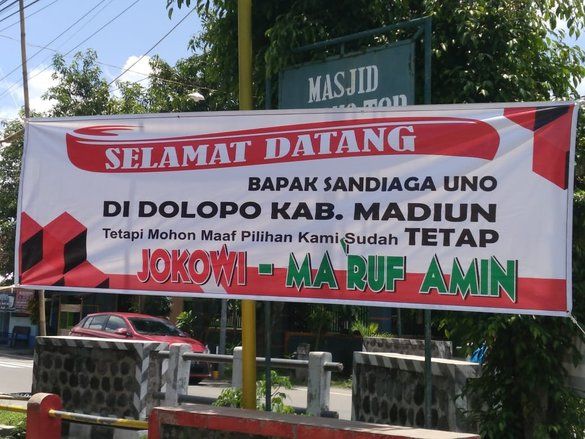 MASJID
SELAMAT DATANG
BAPAK SANDIAGA UNO
DI DOLOPO KAB. MADIUN
Tetapi Mohon Maaf Pilihan Kami Sudah TETAP
JOKOWI - MA'RUF AMIN